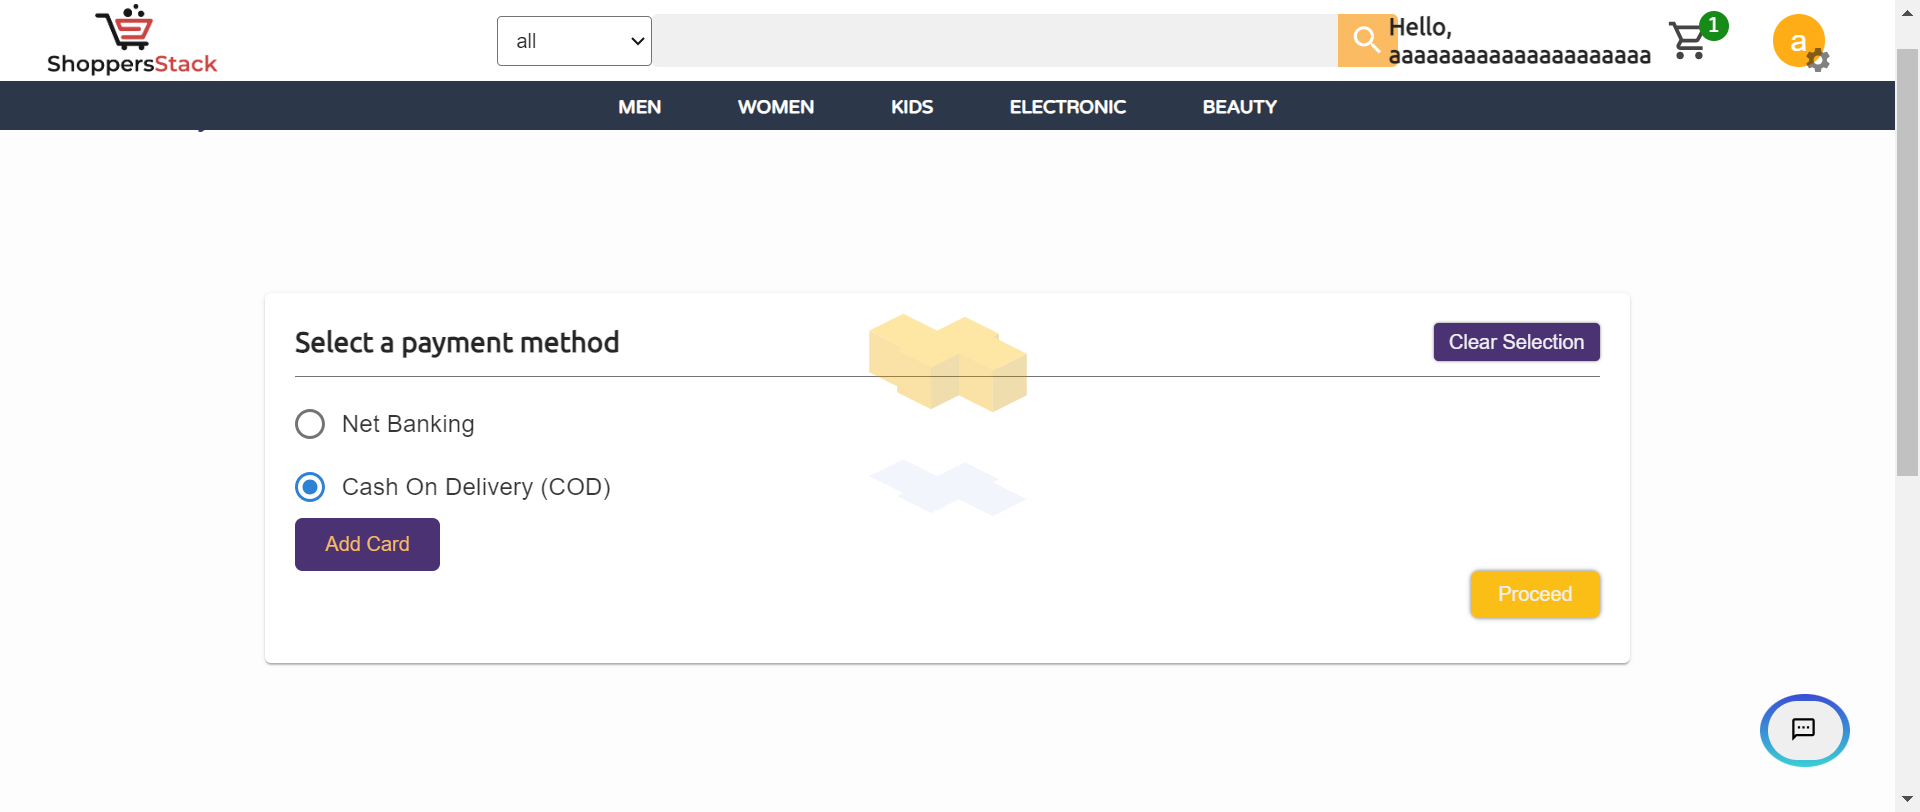 ShoppersStack
all
Hello,
aaaaaaaaaaaaaaaaaaaaa
1
a
MEN WOMEN KIDS ELECTRONIC BEAUTY
Select a payment method
Clear Selection
Net Banking
Cash On Delivery (COD)
Add Card
Proceed